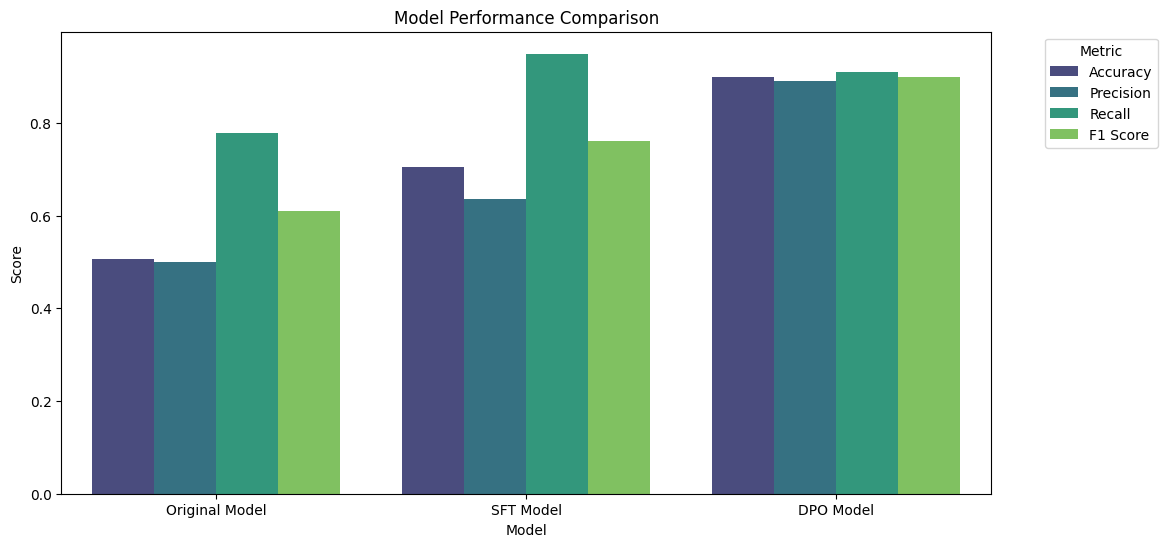 Model Performance Comparison
Metric
Accuracy
Precision
Recall
F1 Score
Score
0.8
0.6
0.4
0.2
0.0
Original Model
SFT Model
DPO Model
Model